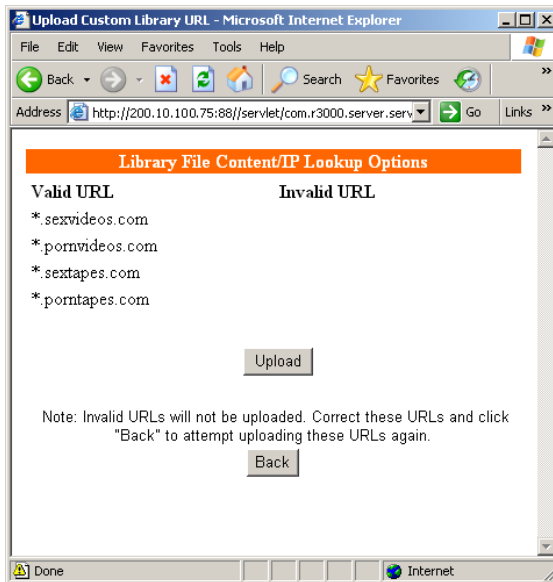 Upload Custom Library URL - Microsoft Internet Explorer
File Edit View Favorites Tools Help
Back Search Favorites »
Address http://200.10.100.75:88//servlet/com.r3000.server.serv Go Links »
Library File Content/IP Lookup Options
Valid URL Invalid URL
*.sexvideos.com
*.pornvideos.com
*.sextapes.com
*.porntapes.com
Upload
Note: Invalid URLs will not be uploaded. Correct these URLs and click
"Back" to attempt uploading these URLs again.
Back
Done Internet